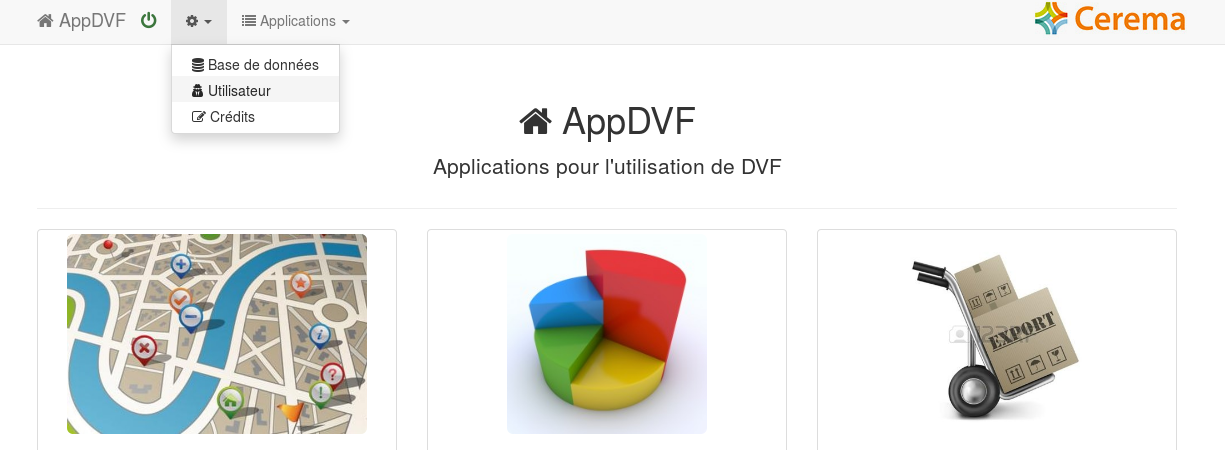 AppDVF
Applications
Cerema
Base de données
Utilisateur
Crédits
AppDVF
Applications pour l'utilisation de DVF
EXPORT